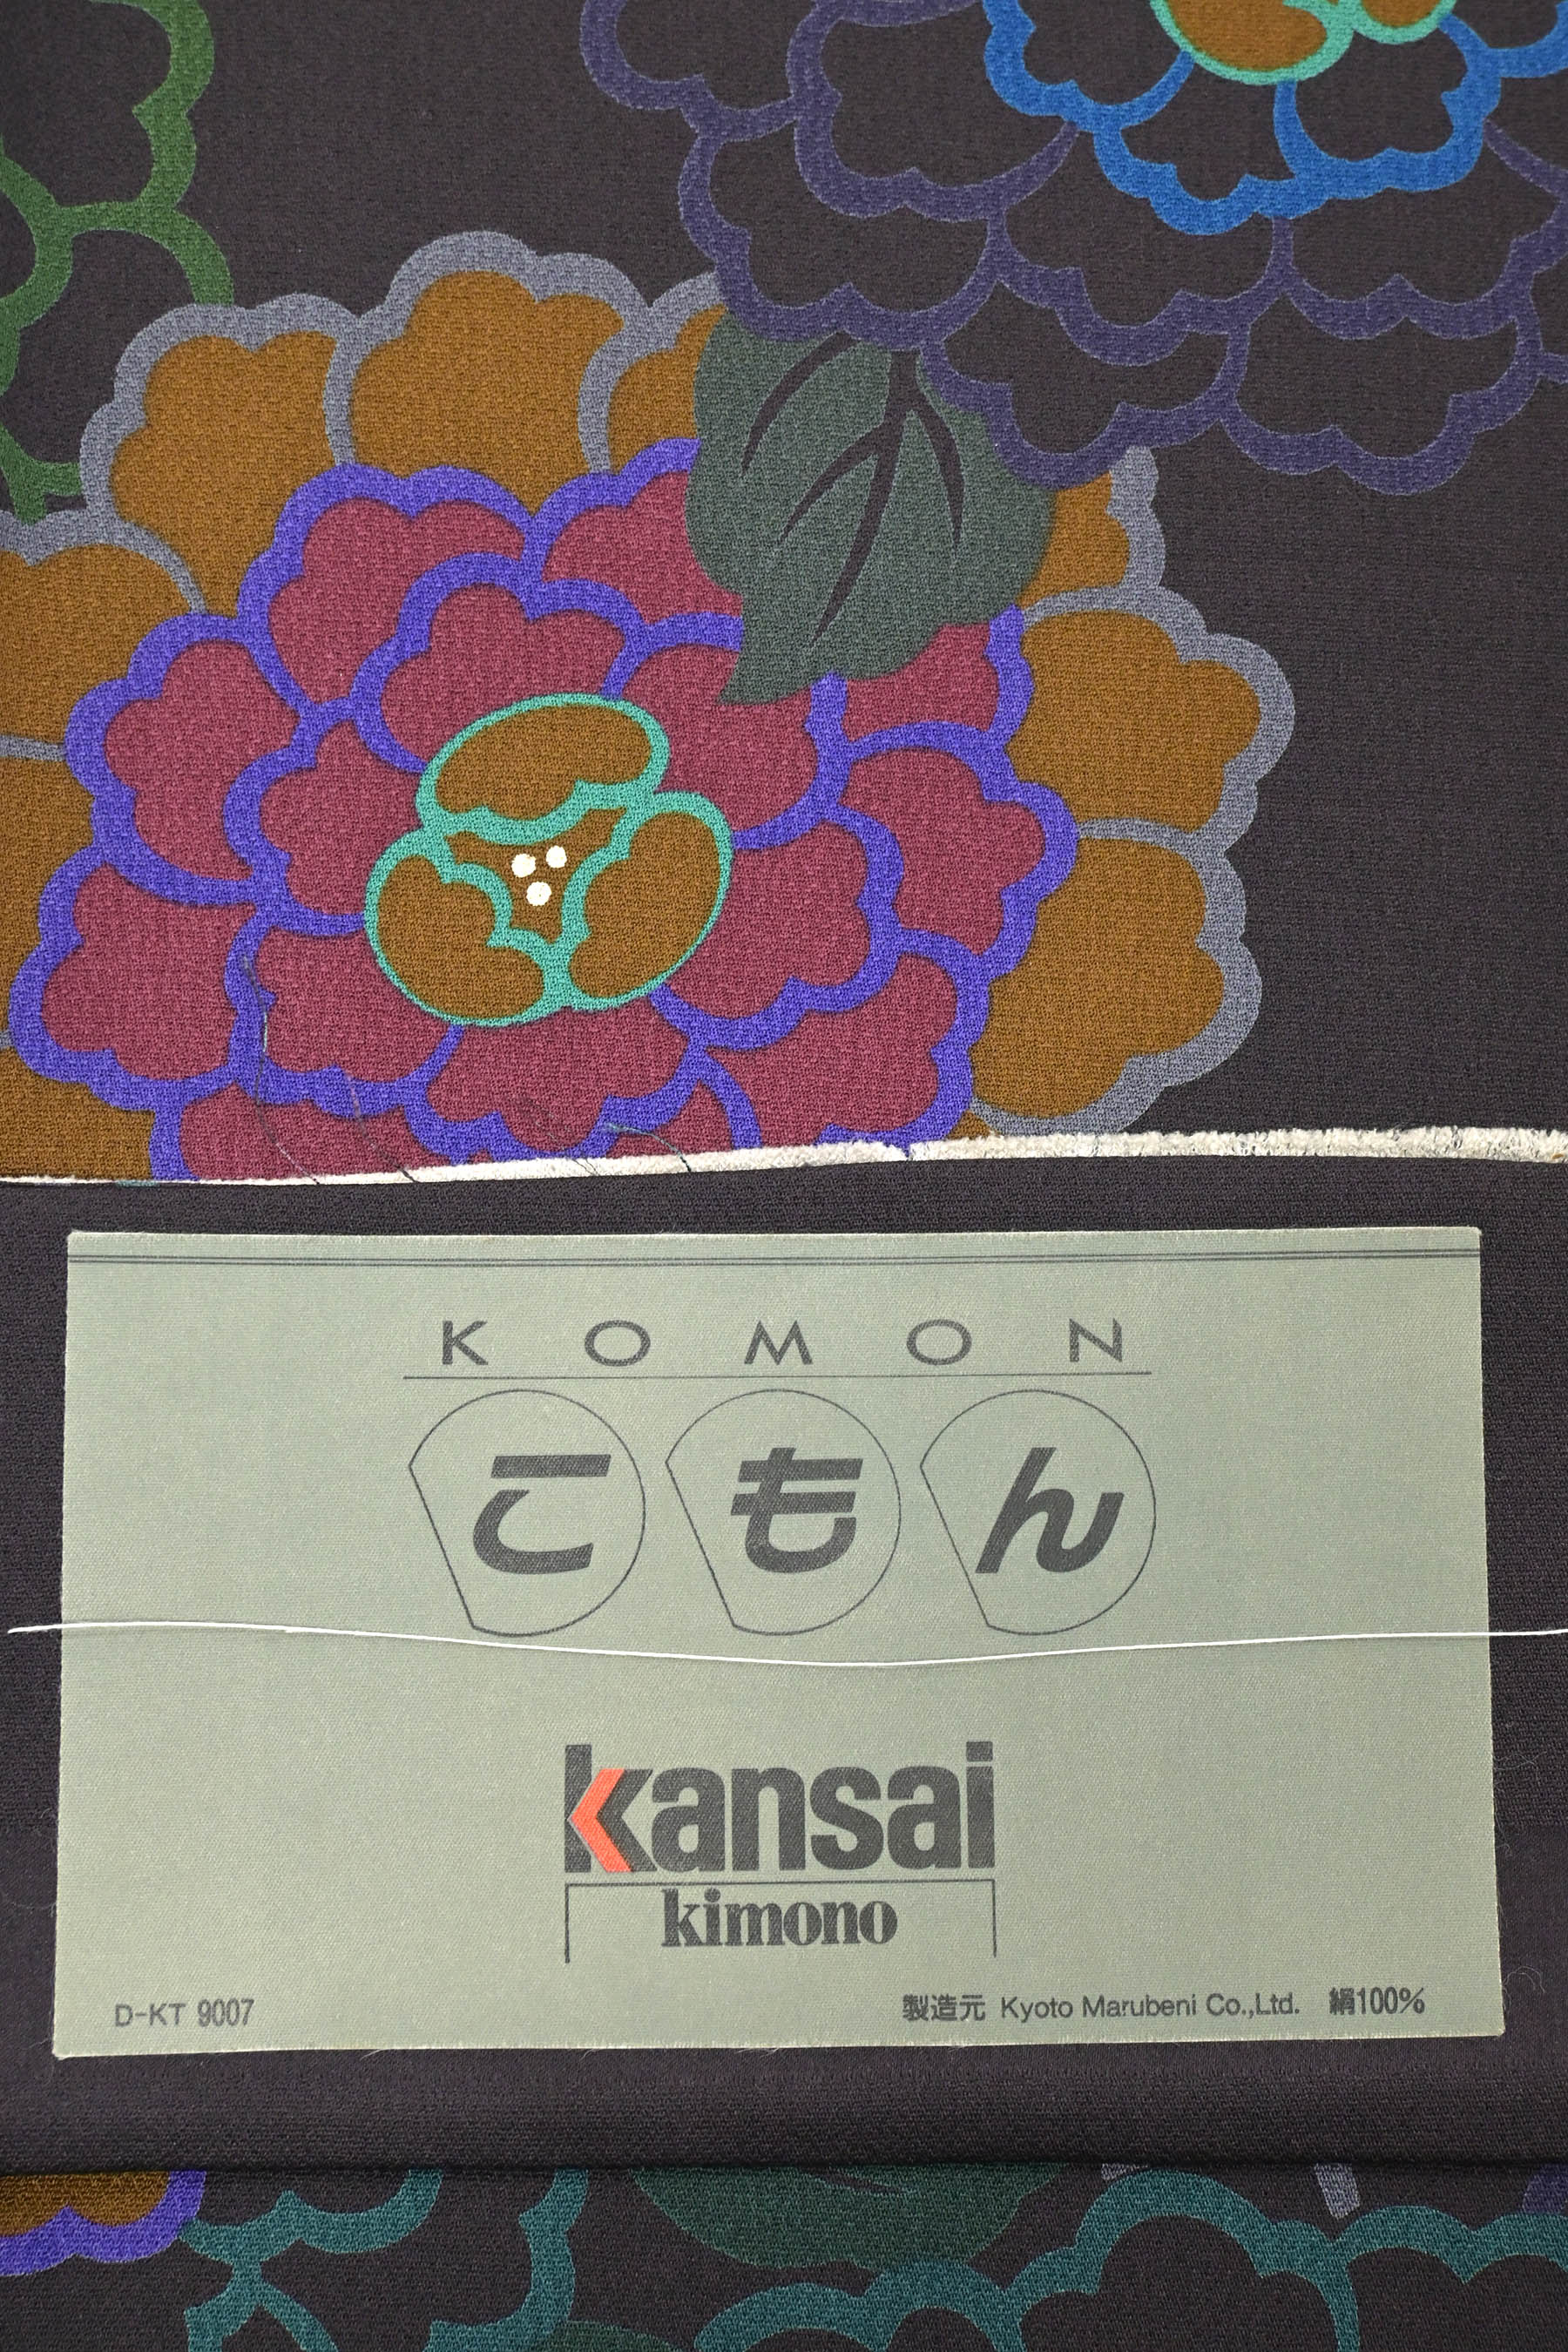 KOMON
こもん
kansai
kimono
D-KT 9007
製造元 Kyoto Marubeni Co.,Ltd. 絹100%